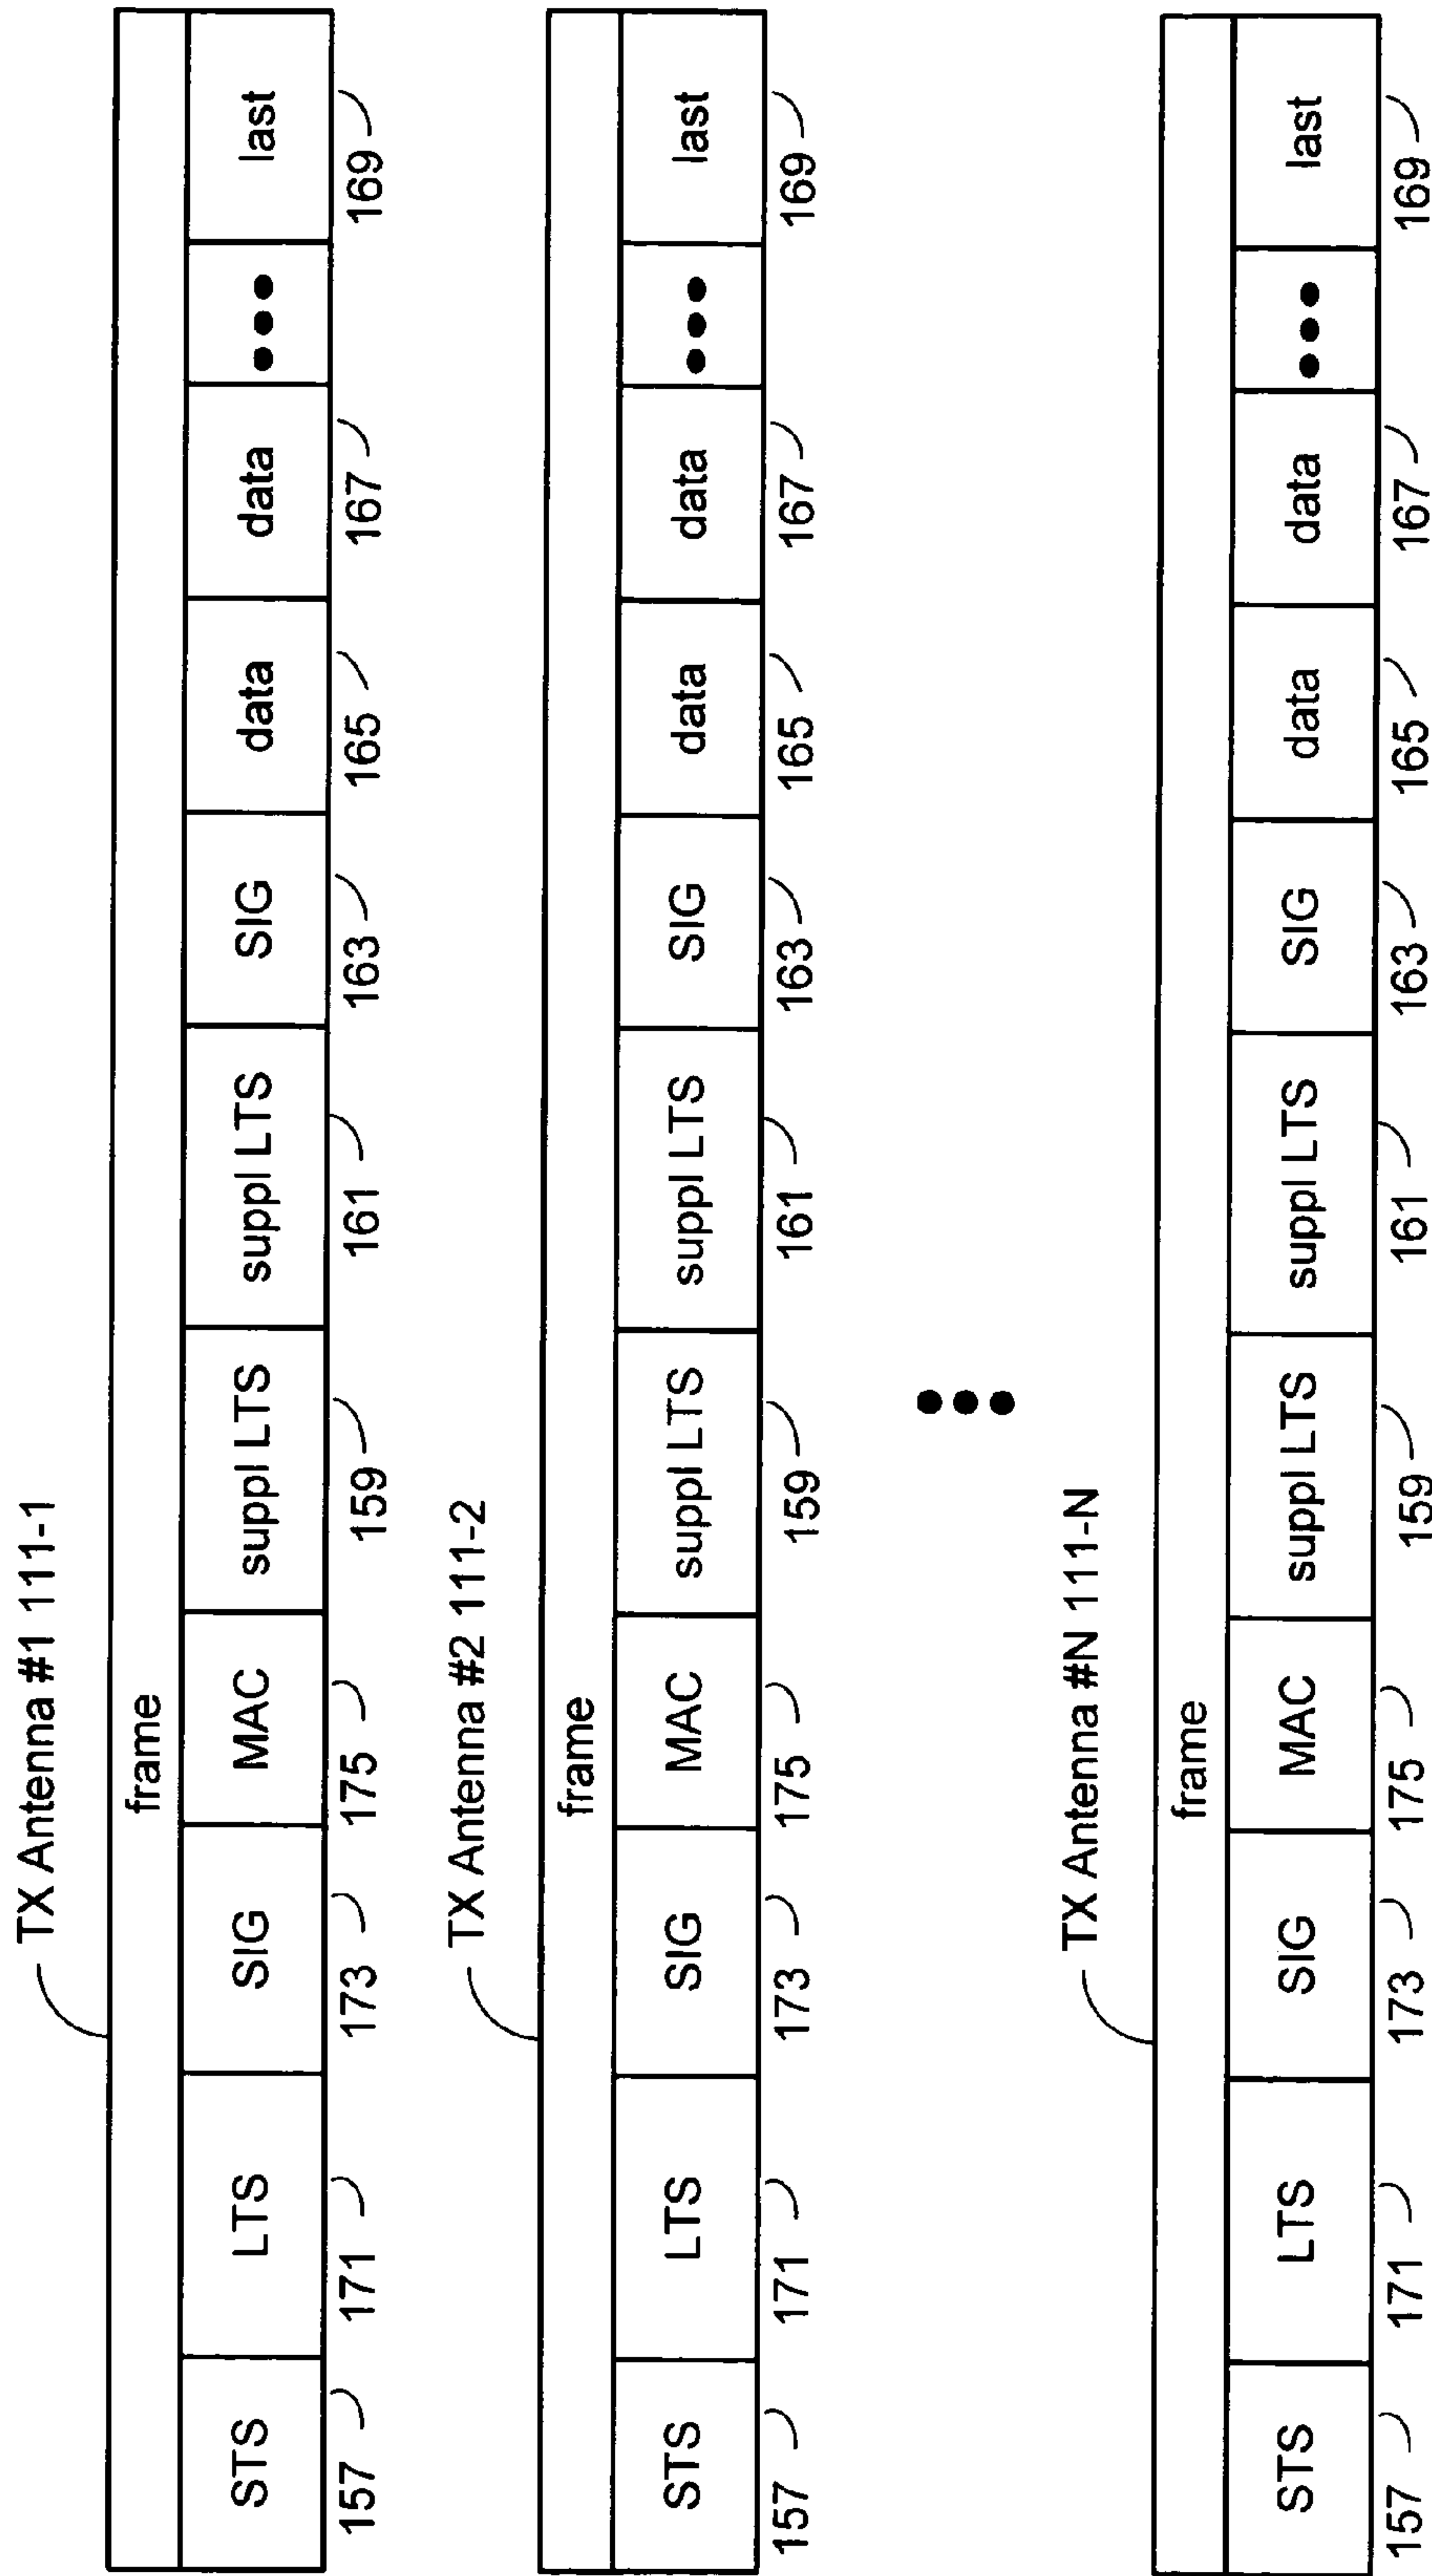 TX Antenna #1 111-1
frame
STS LTS SIG MAC suppl LTS suppl LTS SIG data data ••• last
157 171 173 175 159 161 163 165 167 169
TX Antenna #2 111-2
frame
STS LTS SIG MAC suppl LTS suppl LTS SIG data data ••• last
157 171 173 175 159 161 163 165 167 169
•••
TX Antenna #N 111-N
frame
STS LTS SIG MAC suppl LTS suppl LTS SIG data data ••• last
157 171 173 175 159 161 163 165 167 169